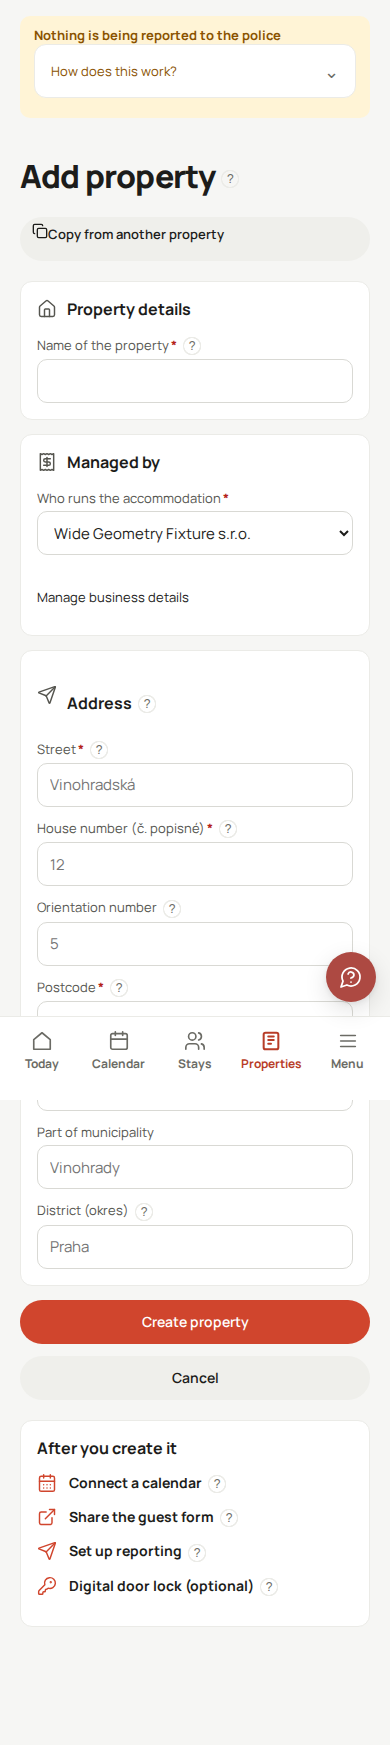 Nothing is being reported to the police
How does this work?
Add property ?
Copy from another property
Property details
Name of the property * ?
Managed by
Who runs the accommodation *
Wide Geometry Fixture s.r.o.
Manage business details
Address ?
Street * ?
Vinohradská
House number (č. popisné) * ?
12
Orientation number ?
5
Postcode * ?
Today
Calendar
Stays
Properties
Menu
Part of municipality
Vinohrady
District (okres) ?
Praha
Create property
Cancel
After you create it
Connect a calendar ?
Share the guest form ?
Set up reporting ?
Digital door lock (optional) ?